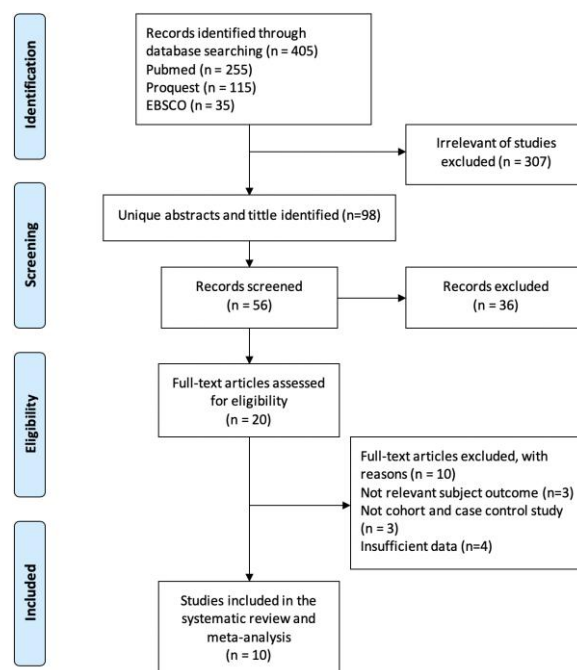 Identification
Records identified through
database searching (n = 405)
Pubmed (n = 255)
Proquest (n = 115)
EBSCO (n = 35)
Irrelevant of studies
excluded (n = 307)
Screening
Unique abstracts and tittle identified (n=98)
Records screened
(n = 56)
Records excluded
(n = 36)
Eligibility
Full-text articles assessed
for eligibility
(n = 20)
Full-text articles excluded, with
reasons (n = 10)
Not relevant subject outcome (n=3)
Not cohort and case control study
(n = 3)
Insufficient data (n=4)
Included
Studies included in the
systematic review and
meta-analysis
(n = 10)